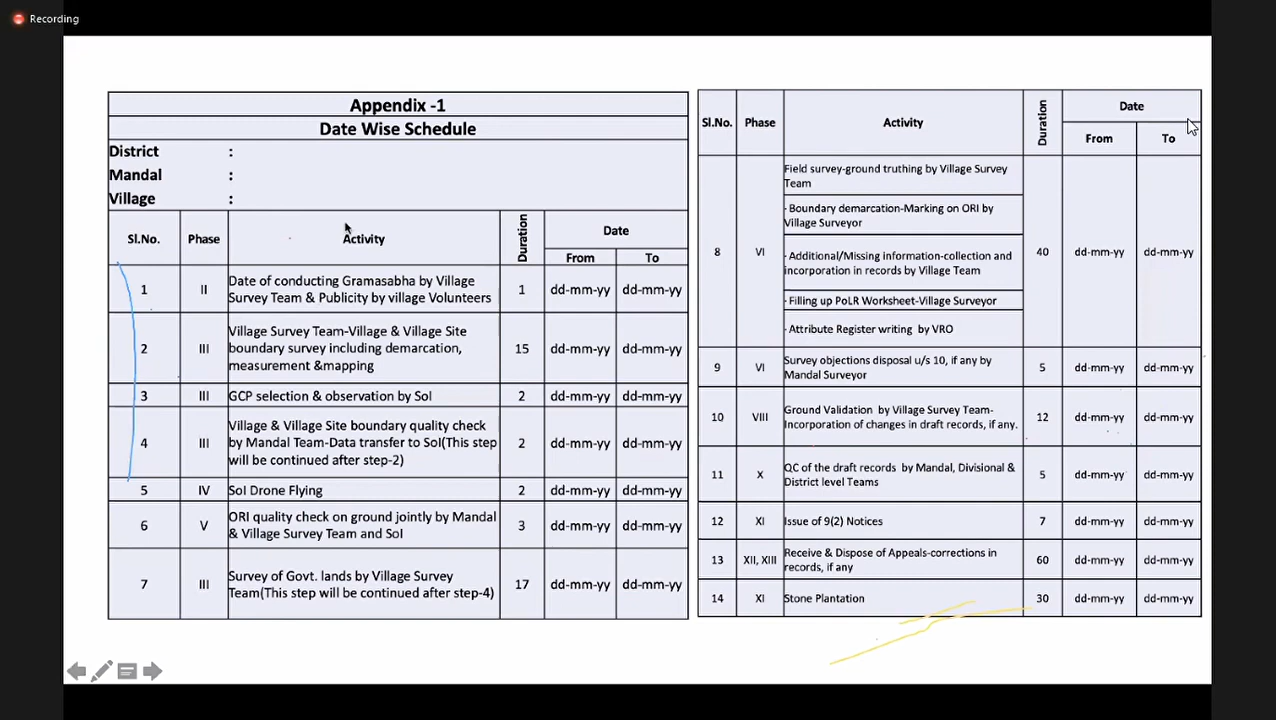 Recording
Appendix -1
Date Wise Schedule
District :
Mandal :
Village :
Sl.No. Phase Activity Duration Date
From To
1 II Date of conducting Gramasabha by Village
Survey Team & Publicity by village Volunteers 1 dd-mm-yy dd-mm-yy
2 III Village Survey Team-Village & Village Site
boundary survey including demarcation,
measurement &mapping 15 dd-mm-yy dd-mm-yy
3 III GCP selection & observation by SoI 2 dd-mm-yy dd-mm-yy
4 III Village & Village Site boundary quality check
by Mandal Team-Data transfer to SoI(This step
will be continued after step-2) 2 dd-mm-yy dd-mm-yy
5 IV SoI Drone Flying 2 dd-mm-yy dd-mm-yy
6 V ORI quality check on ground jointly by Mandal
& Village Survey Team and SoI 3 dd-mm-yy dd-mm-yy
7 III Survey of Govt. lands by Village Survey
Team(This step will be continued after step-4) 17 dd-mm-yy dd-mm-yy
Sl.No. Phase Activity Duration Date
From To
8 VI Field survey-ground truthing by Village Survey
Team
· Boundary demarcation-Marking on ORI by
Village Surveyor
· Additional/Missing information-collection and
incorporation in records by Village Team
· Filling up PoLR Worksheet-Village Surveyor
· Attribute Register writing by VRO 40 dd-mm-yy dd-mm-yy
9 VI Survey objections disposal u/s 10, if any by
Mandal Surveyor 5 dd-mm-yy dd-mm-yy
10 VIII Ground Validation by Village Survey Team-
Incorporation of changes in draft records, if any. 12 dd-mm-yy dd-mm-yy
11 X QC of the draft records by Mandal, Divisional &
District level Teams 5 dd-mm-yy dd-mm-yy
12 XI Issue of 9(2) Notices 7 dd-mm-yy dd-mm-yy
13 XII, XIII Receive & Dispose of Appeals-corrections in
records, if any 60 dd-mm-yy dd-mm-yy
14 XI Stone Plantation 30 dd-mm-yy dd-mm-yy